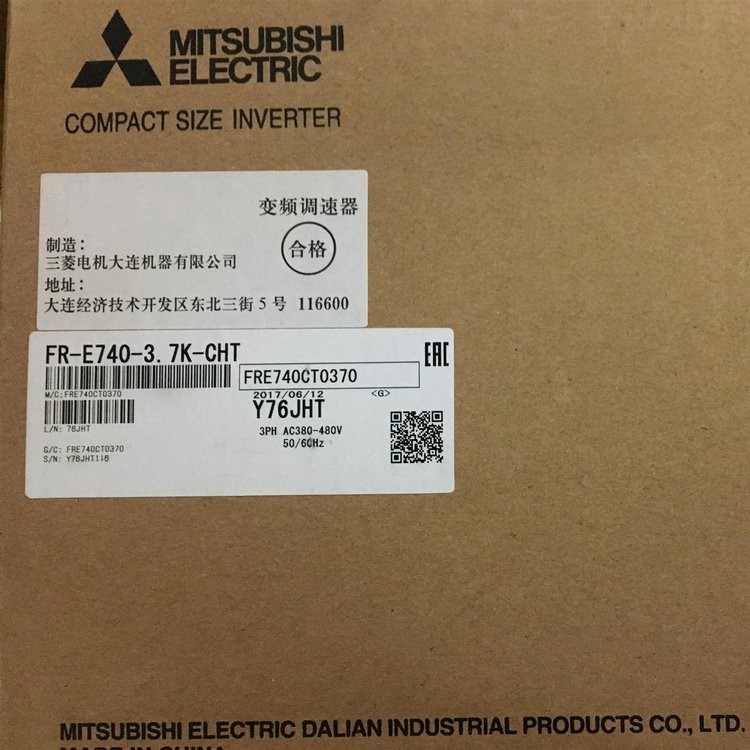 MITSUBISHI
ELECTRIC
COMPACT SIZE INVERTER
变频调速器
制造：
三菱电机大连机器有限公司
合格
地址：
大连经济技术开发区东北三街5号 116600
FR-E740-3.7K-CHT
EAC
FRE740CT0370
M/C: FRE740CT0370
2017/06/12 <G>
Y76JHT
L/N: 76JHT
3PH AC380-480V
50/60Hz
G/C: FRE740CT0370
S/N: Y76JHT116
MITSUBISHI ELECTRIC DALIAN INDUSTRIAL PRODUCTS CO., LTD.
MADE IN CHINA